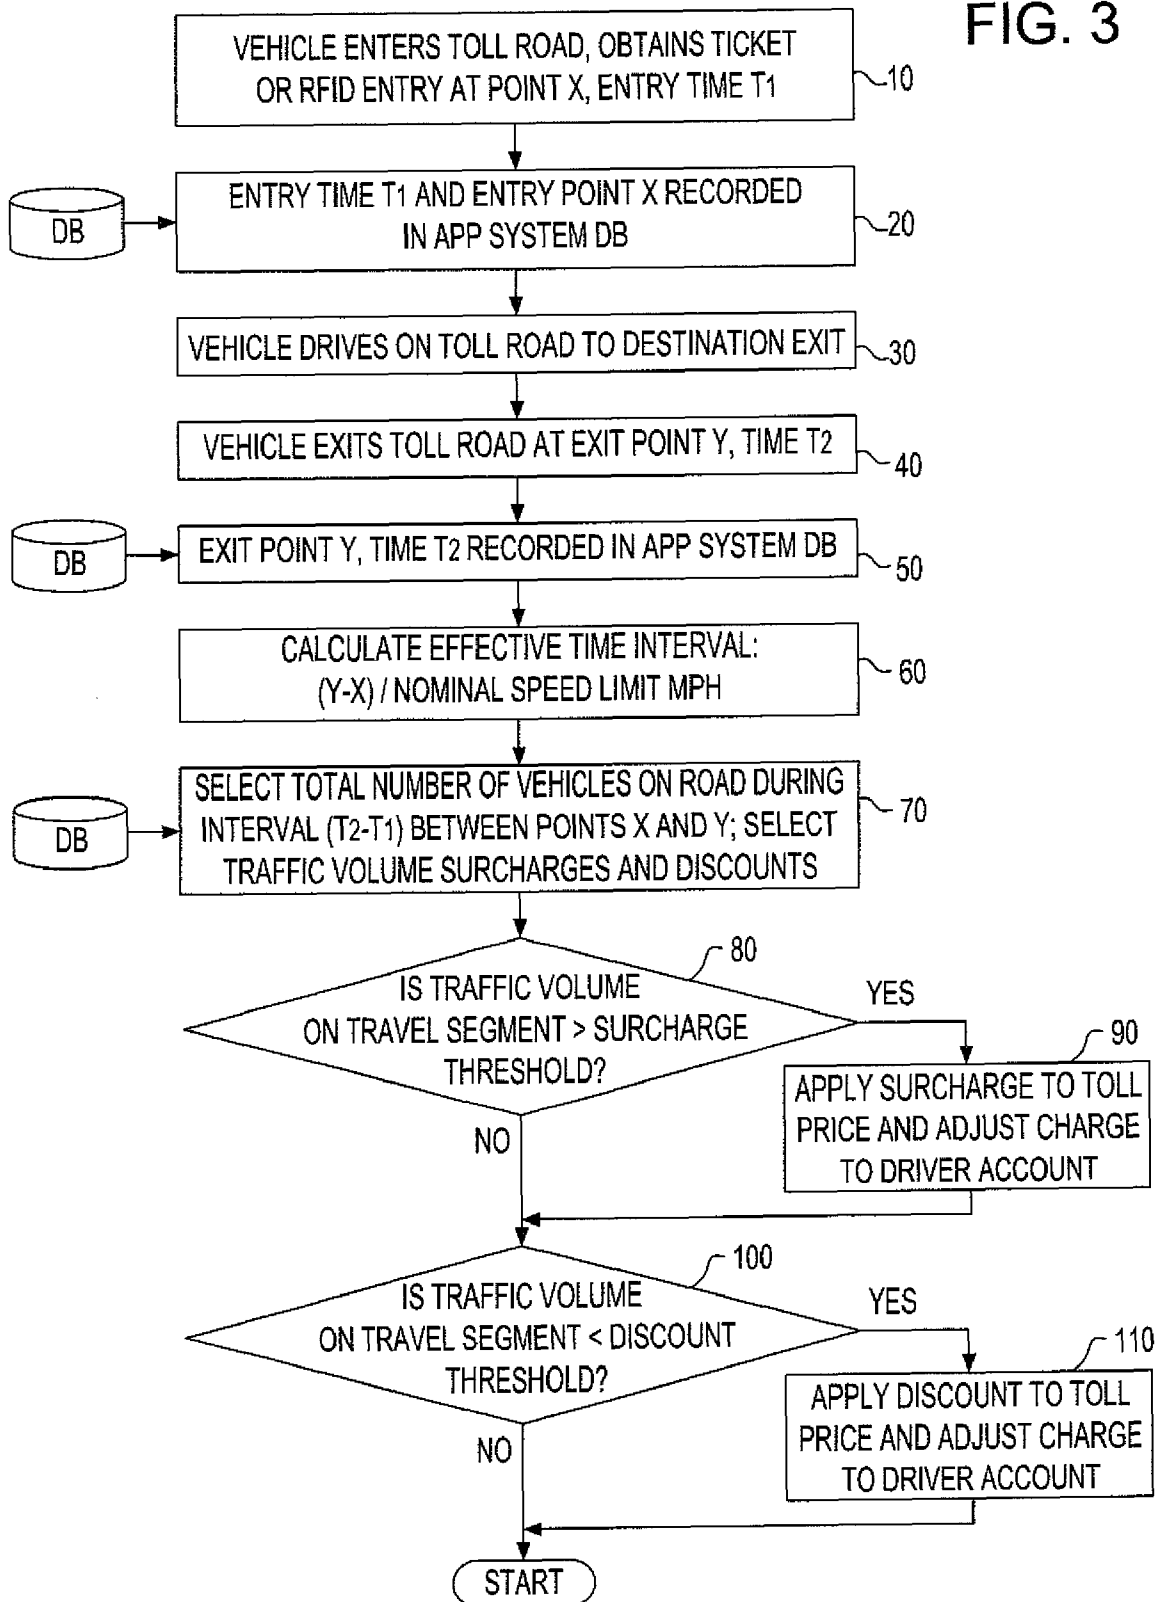 FIG. 3
VEHICLE ENTERS TOLL ROAD, OBTAINS TICKET
OR RFID ENTRY AT POINT X, ENTRY TIME T1
10
ENTRY TIME T1 AND ENTRY POINT X RECORDED
IN APP SYSTEM DB
20
DB
VEHICLE DRIVES ON TOLL ROAD TO DESTINATION EXIT
30
VEHICLE EXITS TOLL ROAD AT EXIT POINT Y, TIME T2
40
DB
EXIT POINT Y, TIME T2 RECORDED IN APP SYSTEM DB
50
CALCULATE EFFECTIVE TIME INTERVAL:
(Y-X) / NOMINAL SPEED LIMIT MPH
60
SELECT TOTAL NUMBER OF VEHICLES ON ROAD DURING
INTERVAL (T2-T1) BETWEEN POINTS X AND Y; SELECT
TRAFFIC VOLUME SURCHARGES AND DISCOUNTS
70
DB
80
IS TRAFFIC VOLUME
ON TRAVEL SEGMENT > SURCHARGE
THRESHOLD?
YES
NO
90
APPLY SURCHARGE TO TOLL
PRICE AND ADJUST CHARGE
TO DRIVER ACCOUNT
100
IS TRAFFIC VOLUME
ON TRAVEL SEGMENT < DISCOUNT
THRESHOLD?
YES
NO
110
APPLY DISCOUNT TO TOLL
PRICE AND ADJUST CHARGE
TO DRIVER ACCOUNT
START